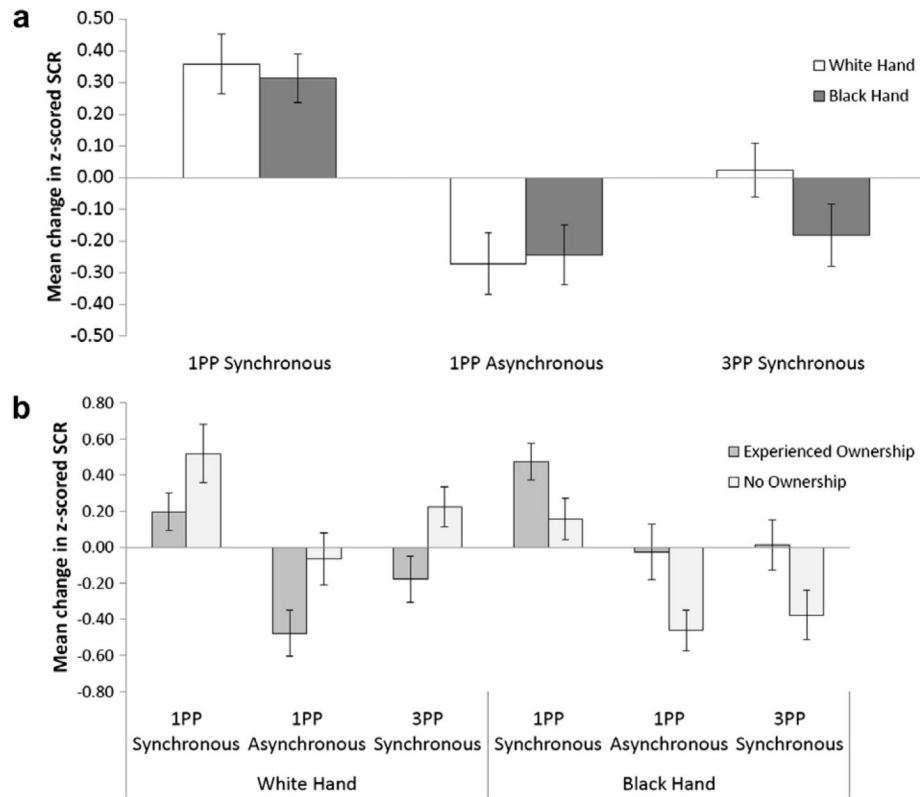 a
Mean change in z-scored SCR
0.50
0.40
0.30
0.20
0.10
0.00
-0.10
-0.20
-0.30
-0.40
-0.50
White Hand
Black Hand
1PP Synchronous
1PP Asynchronous
3PP Synchronous
b
Mean change in z-scored SCR
0.80
0.60
0.40
0.20
0.00
-0.20
-0.40
-0.60
-0.80
Experienced Ownership
No Ownership
1PP
Synchronous
1PP
Asynchronous
3PP
Synchronous
1PP
Synchronous
1PP
Asynchronous
3PP
Synchronous
White Hand
Black Hand